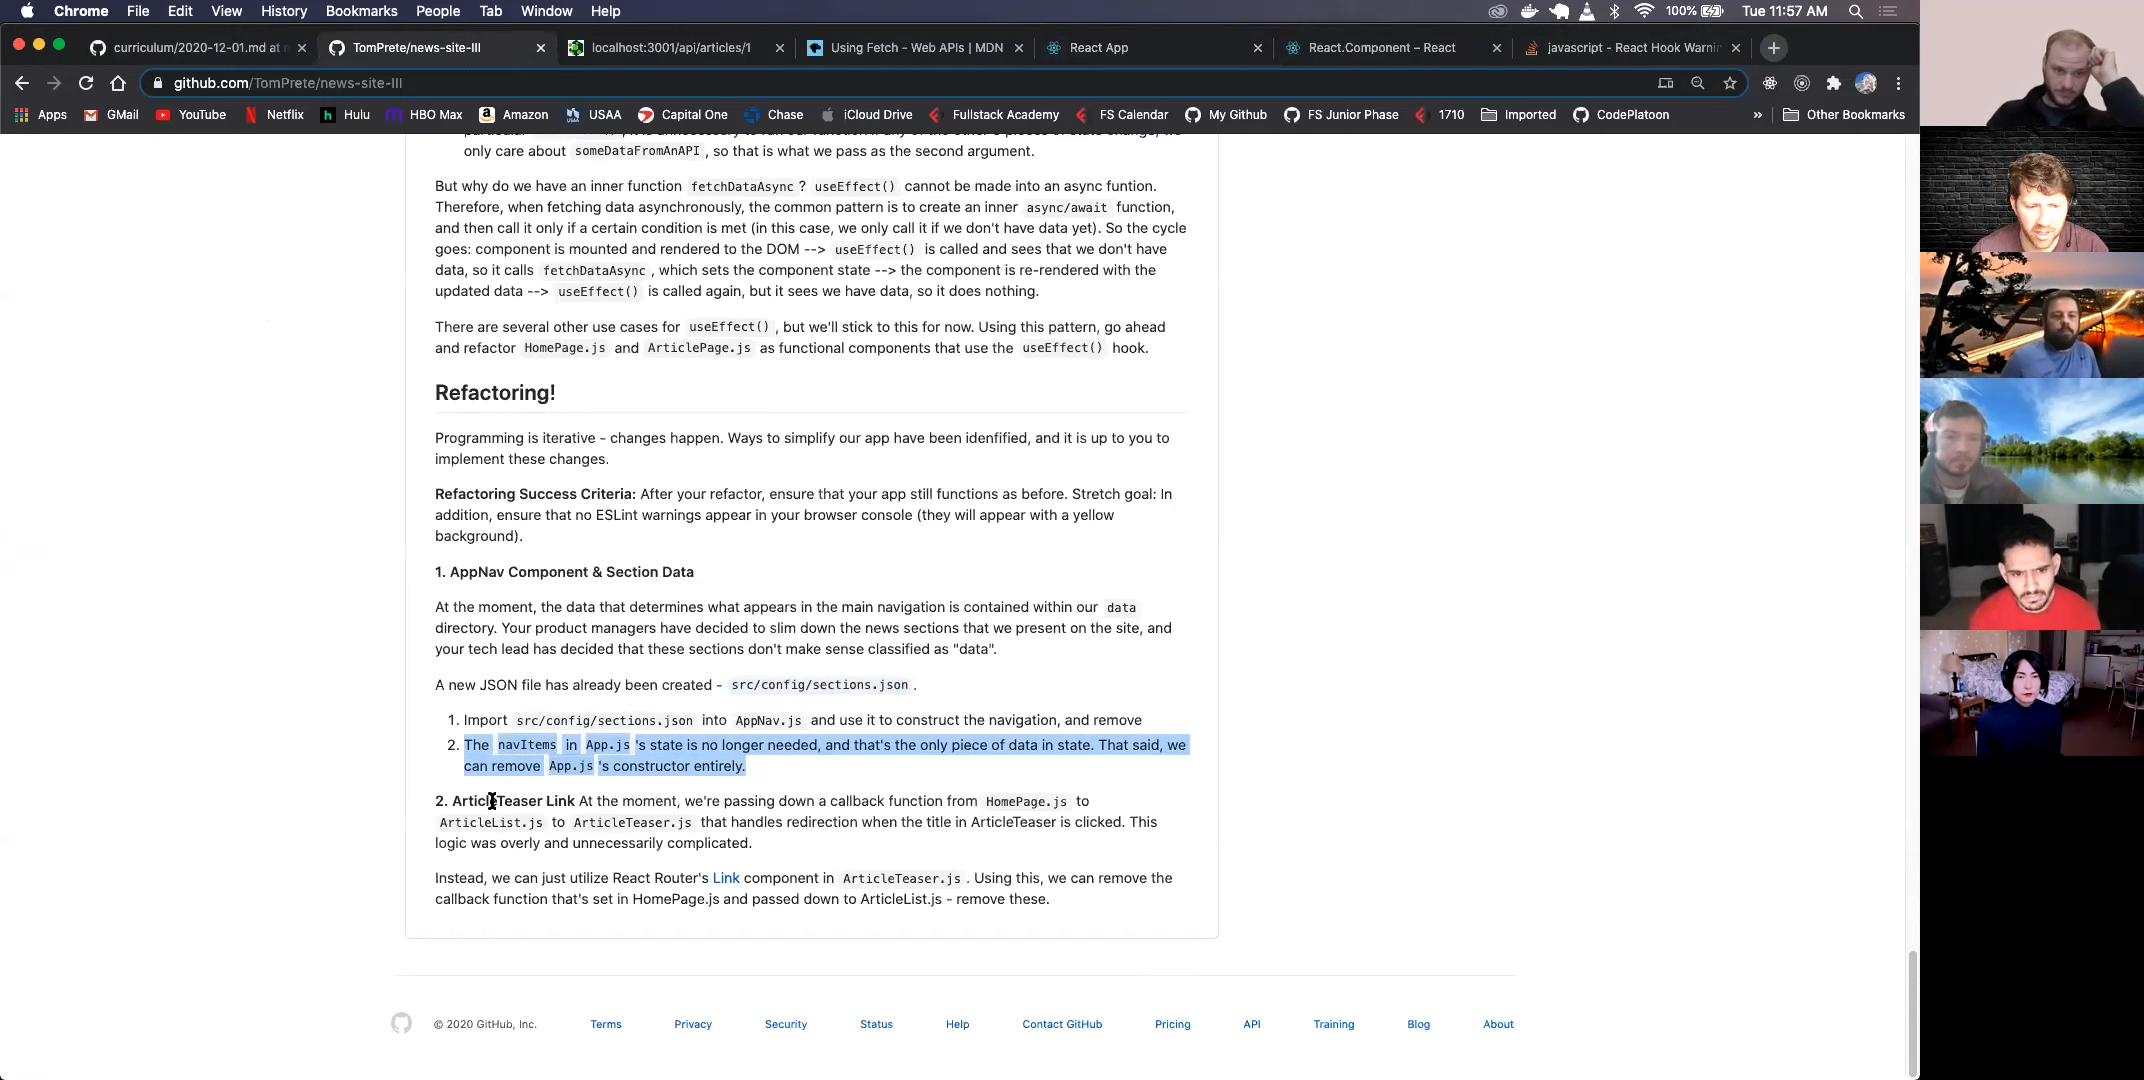 Chrome File Edit View History Bookmarks People Tab Window Help 100% Tue 11:57 AM
curriculum/2020-12-01.md at TomPrete/news-site-III localhost:3001/api/articles/1 Using Fetch - Web APIs | MDN React App React.Component – React javascript - React Hook Warnin
github.com/TomPrete/news-site-III
Apps GMail YouTube Netflix Hulu HBO Max Amazon USAA Capital One Chase iCloud Drive Fullstack Academy FS Calendar My Github FS Junior Phase 1710 Imported CodePlatoon » Other Bookmarks
only care about someDataFromAnAPI , so that is what we pass as the second argument.
But why do we have an inner function fetchDataAsync ? useEffect() cannot be made into an async funtion.
Therefore, when fetching data asynchronously, the common pattern is to create an inner async/await function,
and then call it only if a certain condition is met (in this case, we only call it if we don't have data yet). So the cycle
goes: component is mounted and rendered to the DOM --> useEffect() is called and sees that we don't have
data, so it calls fetchDataAsync , which sets the component state --> the component is re-rendered with the
updated data --> useEffect() is called again, but it sees we have data, so it does nothing.
There are several other use cases for useEffect() , but we'll stick to this for now. Using this pattern, go ahead
and refactor HomePage.js and ArticlePage.js as functional components that use the useEffect() hook.
Refactoring!
Programming is iterative - changes happen. Ways to simplify our app have been idenfified, and it is up to you to
implement these changes.
Refactoring Success Criteria: After your refactor, ensure that your app still functions as before. Stretch goal: In
addition, ensure that no ESLint warnings appear in your browser console (they will appear with a yellow
background).
1. AppNav Component & Section Data
At the moment, the data that determines what appears in the main navigation is contained within our data
directory. Your product managers have decided to slim down the news sections that we present on the site, and
your tech lead has decided that these sections don't make sense classified as "data".
A new JSON file has already been created - src/config/sections.json .
1. Import src/config/sections.json into AppNav.js and use it to construct the navigation, and remove
2. The navItems in App.js 's state is no longer needed, and that's the only piece of data in state. That said, we
can remove App.js 's constructor entirely.
2. ArticleTeaser Link At the moment, we're passing down a callback function from HomePage.js to
ArticleList.js to ArticleTeaser.js that handles redirection when the title in ArticleTeaser is clicked. This
logic was overly and unnecessarily complicated.
Instead, we can just utilize React Router's Link component in ArticleTeaser.js . Using this, we can remove the
callback function that's set in HomePage.js and passed down to ArticleList.js - remove these.
© 2020 GitHub, Inc. Terms Privacy Security Status Help Contact GitHub Pricing API Training Blog About